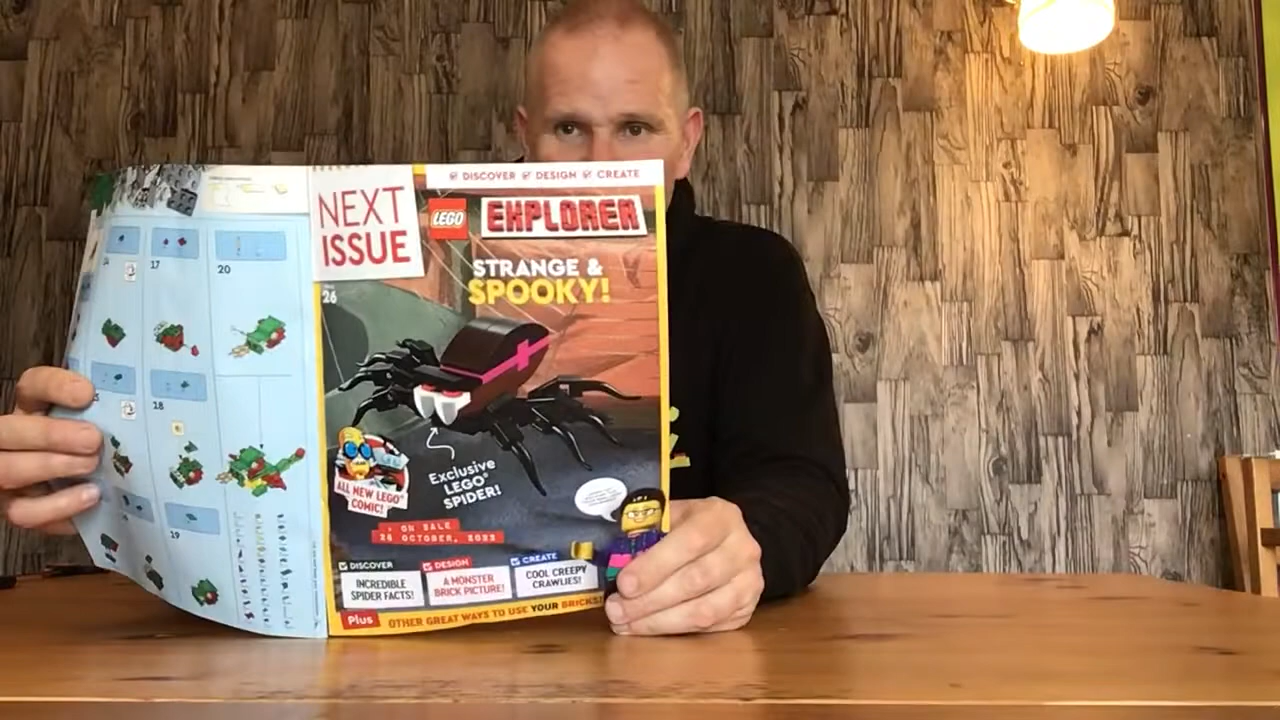 NEXT
ISSUE
DISCOVER DESIGN CREATE
LEGO
EXPLORER
STRANGE &
SPOOKY!
26
Exclusive
LEGO®
SPIDER!
ALL NEW LEGO®
COMIC!
ON SALE
26 OCTOBER, 2022
DISCOVER
INCREDIBLE
SPIDER FACTS!
DESIGN
A MONSTER
BRICK PICTURE!
CREATE
COOL CREEPY
CRAWLIES!
Plus OTHER GREAT WAYS TO USE YOUR BRICKS!
17
20
18
19